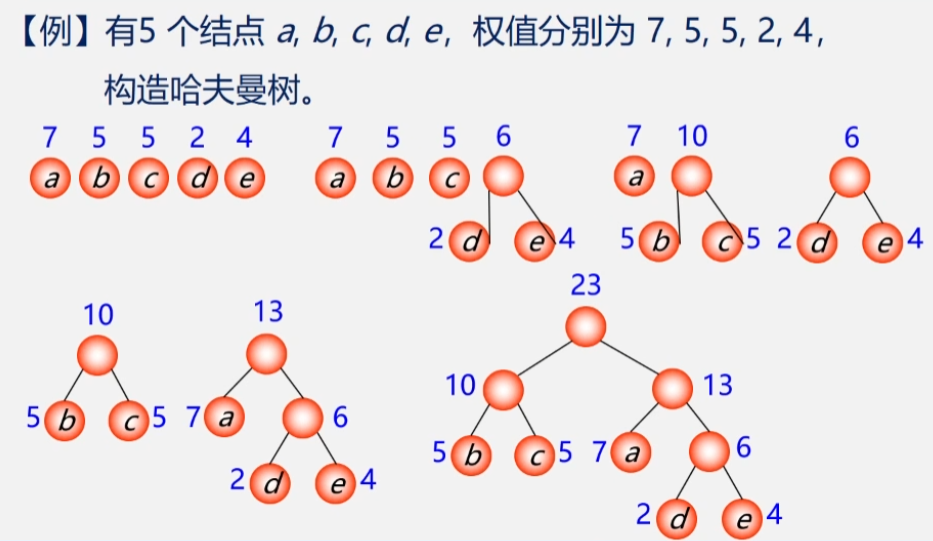 【例】有5 个结点 a, b, c, d, e, 权值分别为 7, 5, 5, 2, 4,
构造哈夫曼树。
7 5 5 2 4
a b c d e
7 5 5 6
a b c
2 d e 4
7 10
a
5 b c 5
6
2 d e 4
10
5 b c 5
13
7 a 6
2 d e 4
23
10 13
5 b c 5 7 a 6
2 d e 4